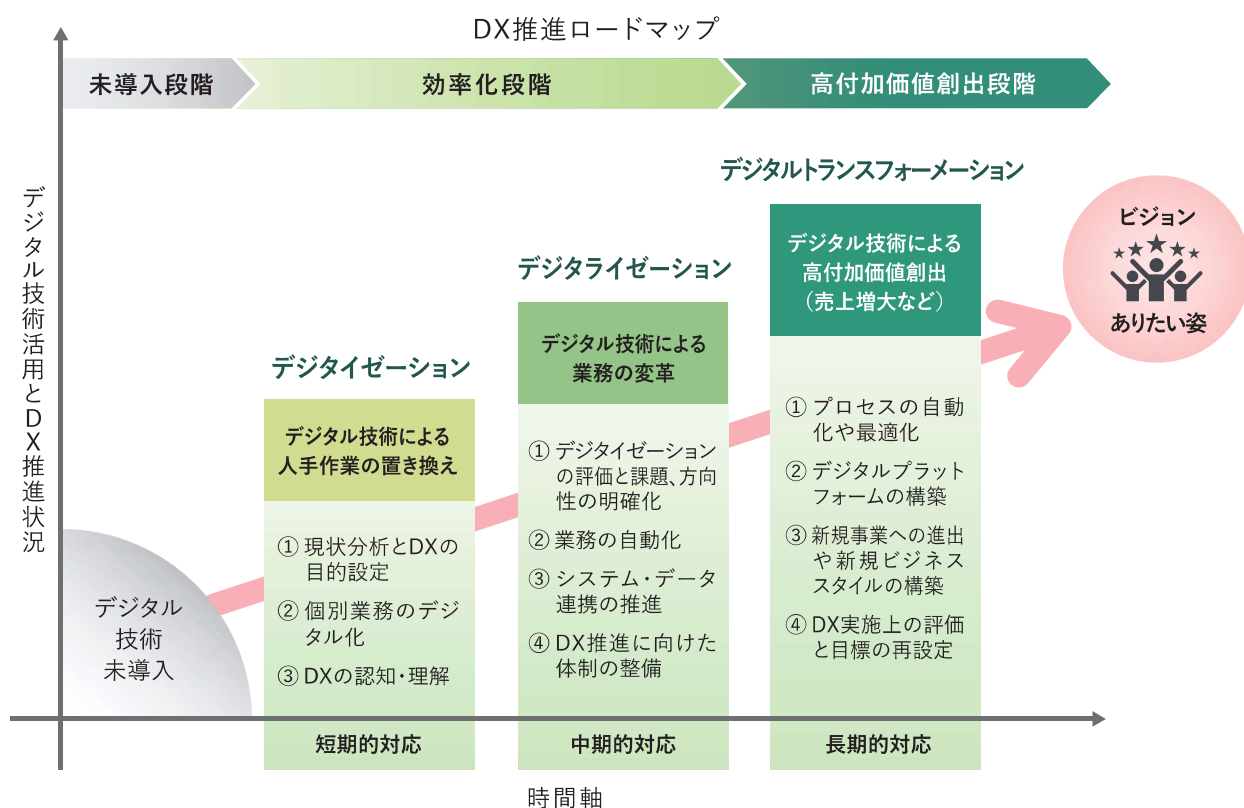 DX推進ロードマップ
未導入段階
効率化段階
高付加価値創出段階
デジタル技術活用とDX推進状況
デジタル
技術
未導入
デジタイゼーション
デジタル技術による
人手作業の置き換え
① 現状分析とDXの
目的設定
② 個別業務のデジ
タル化
③ DXの認知・理解
短期的対応
デジタライゼーション
デジタル技術による
業務の変革
① デジタイゼーション
の評価と課題、方向
性の明確化
② 業務の自動化
③ システム・データ
連携の推進
④ DX推進に向けた
体制の整備
中期的対応
デジタルトランスフォーメーション
デジタル技術による
高付加価値創出
（売上増大など）
① プロセスの自動
化や最適化
② デジタルプラット
フォームの構築
③ 新規事業への進出
や新規ビジネス
スタイルの構築
④ DX実施上の評価
と目標の再設定
長期的対応
ビジョン
ありたい姿
時間軸